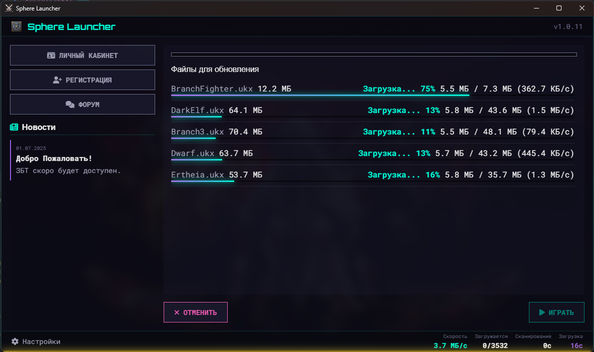 Sphere Launcher
Sphere Launcher
v1.0.11
ЛИЧНЫЙ КАБИНЕТ
РЕГИСТРАЦИЯ
ФОРУМ
Новости
01.07.2025
Добро Пожаловать!
ЗБТ скоро будет доступен.
Файлы для обновления
BranchFighter.ukx 12.2 МБ Загрузка... 75% 5.5 МБ / 7.3 МБ (362.7 КБ/с)
DarkElf.ukx 64.1 МБ Загрузка... 13% 5.8 МБ / 43.6 МБ (1.5 МБ/с)
Branch3.ukx 70.4 МБ Загрузка... 11% 5.5 МБ / 48.1 МБ (79.4 КБ/с)
Dwarf.ukx 63.7 МБ Загрузка... 13% 5.7 МБ / 43.2 МБ (445.4 КБ/с)
Ertheia.ukx 53.7 МБ Загрузка... 16% 5.8 МБ / 35.7 МБ (1.3 МБ/с)
ОТМЕНИТЬ
ИГРАТЬ
Настройки
Скорость Загружается Сканирование Загрузка
3.7 МБ/с 0/3532 0с 16с